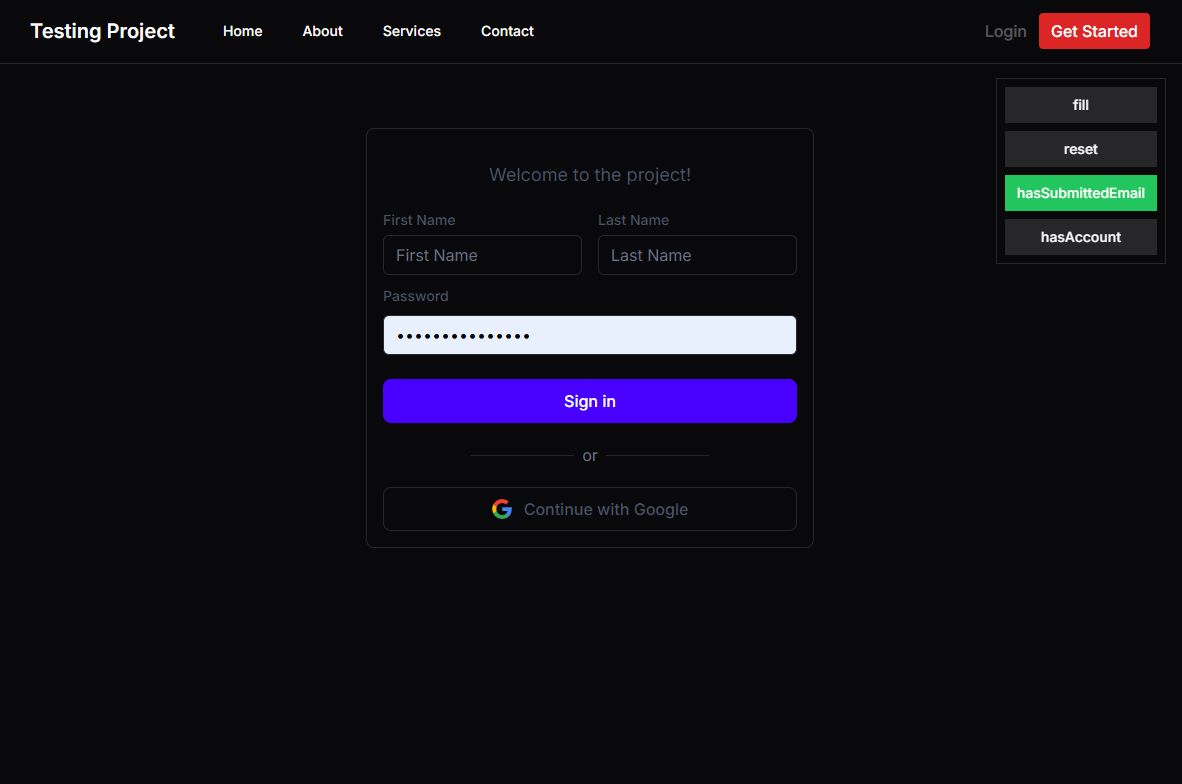 Testing Project Home About Services Contact Login Get Started
fill
reset
hasSubmittedEmail
hasAccount
Welcome to the project!
First Name Last Name
First Name Last Name
Password
•••••••••••••••
Sign in
or
Continue with Google